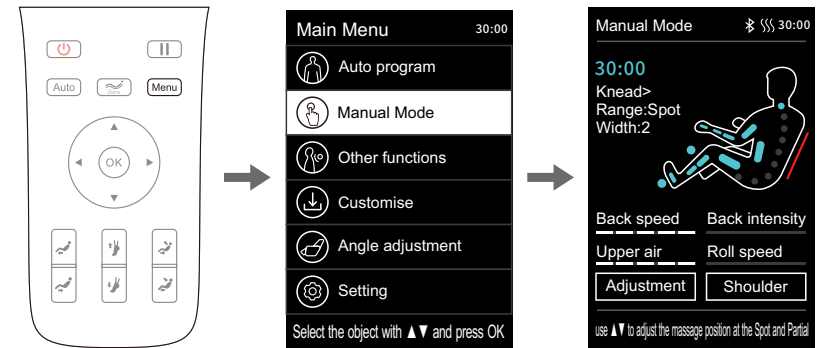 Auto
Zero
Menu
OK
Main Menu 30:00
Auto program
Manual Mode
Other functions
Customise
Angle adjustment
Setting
Select the object with ▲▼ and press OK
Manual Mode 30:00
30:00
Knead>
Range:Spot
Width:2
Back speed Back intensity
Upper air Roll speed
Adjustment Shoulder
use ▲▼ to adjust the massage position at the Spot and Partial